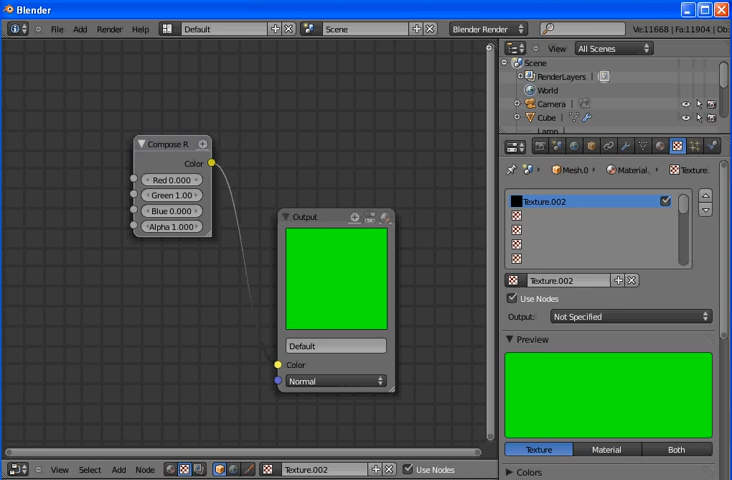 Blender
File Add Render Help Default Scene Blender Render Ve:11668 | Fa:11904 | Ob:
View All Scenes
Scene
RenderLayers
World
Camera
Cube
Lamp
Compose R
Color
Red 0.000
Green 1.00
Blue 0.000
Alpha 1.000
Output
Default
Color
Normal
Mesh.0 Material. Texture.
Texture.002
Texture.002
Use Nodes
Output: Not Specified
Preview
Texture Material Both
Colors
View Select Add Node Texture.002 Use Nodes